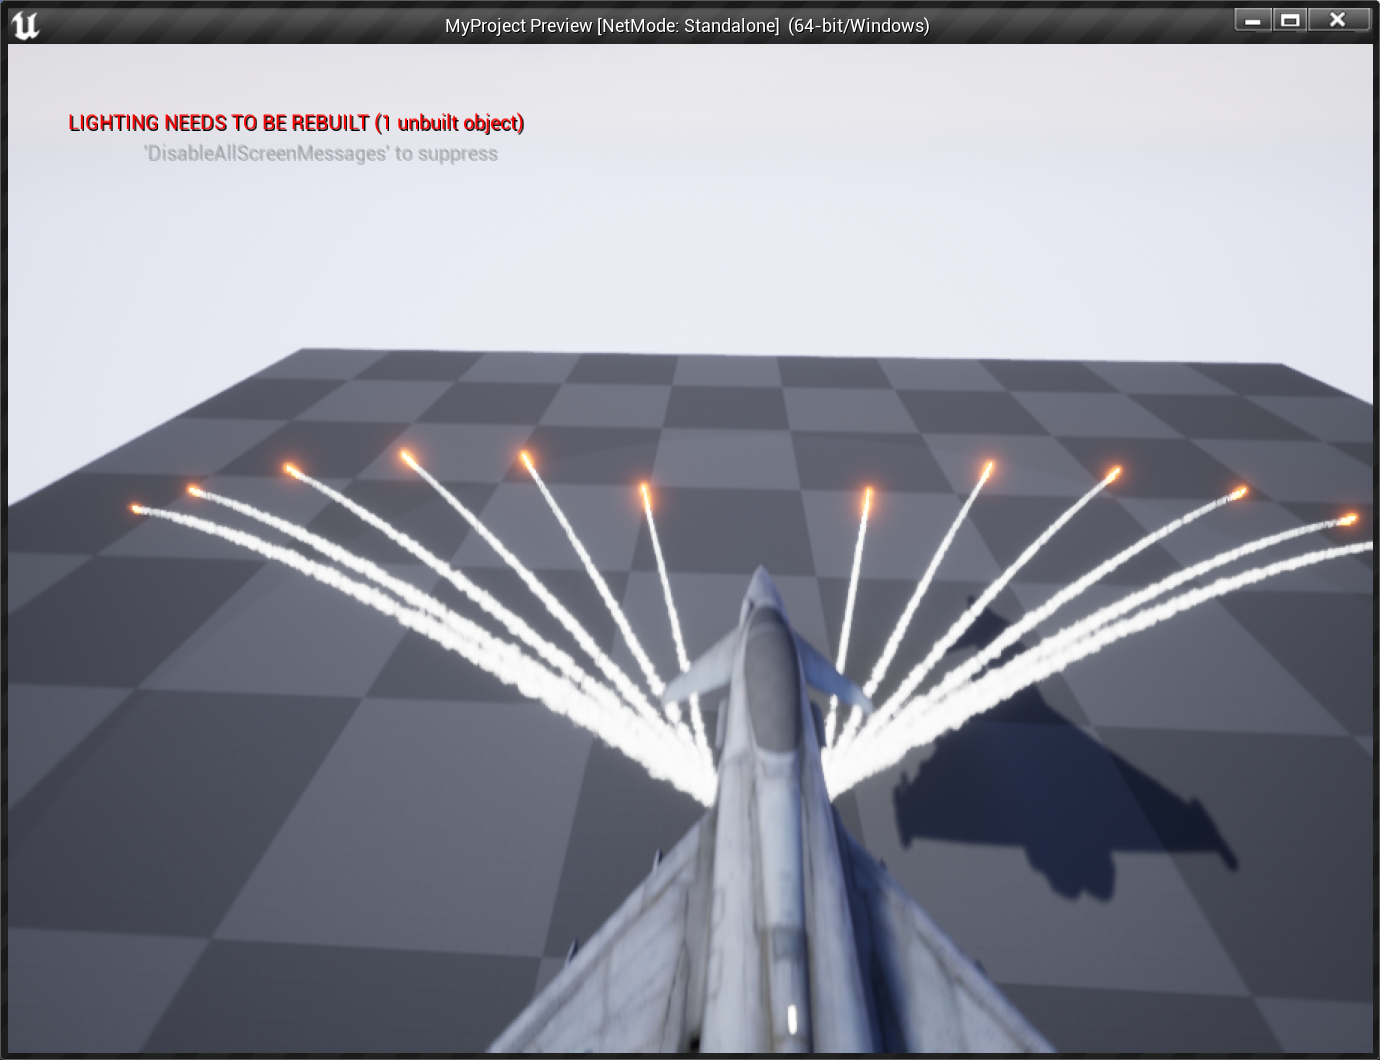 MyProject Preview [NetMode: Standalone] (64-bit/Windows)
LIGHTING NEEDS TO BE REBUILT (1 unbuilt object)
'DisableAllScreenMessages' to suppress